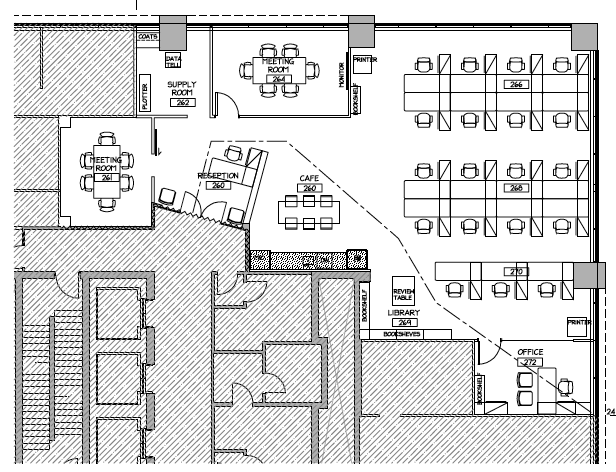 COATS
DATA
TELL
PLOTTER
SUPPLY
ROOM
262
MEETING
ROOM
264
MONITOR
PRINTER
BOOKSHELF
266
MEETING
ROOM
261
RECEPTION
260
CAFE
260
268
270
BOOKSHELF
REVIEW
TABLE
LIBRARY
269
BOOKSHEVES
PRINTER
OFFICE
272
BOOKSHELF
24